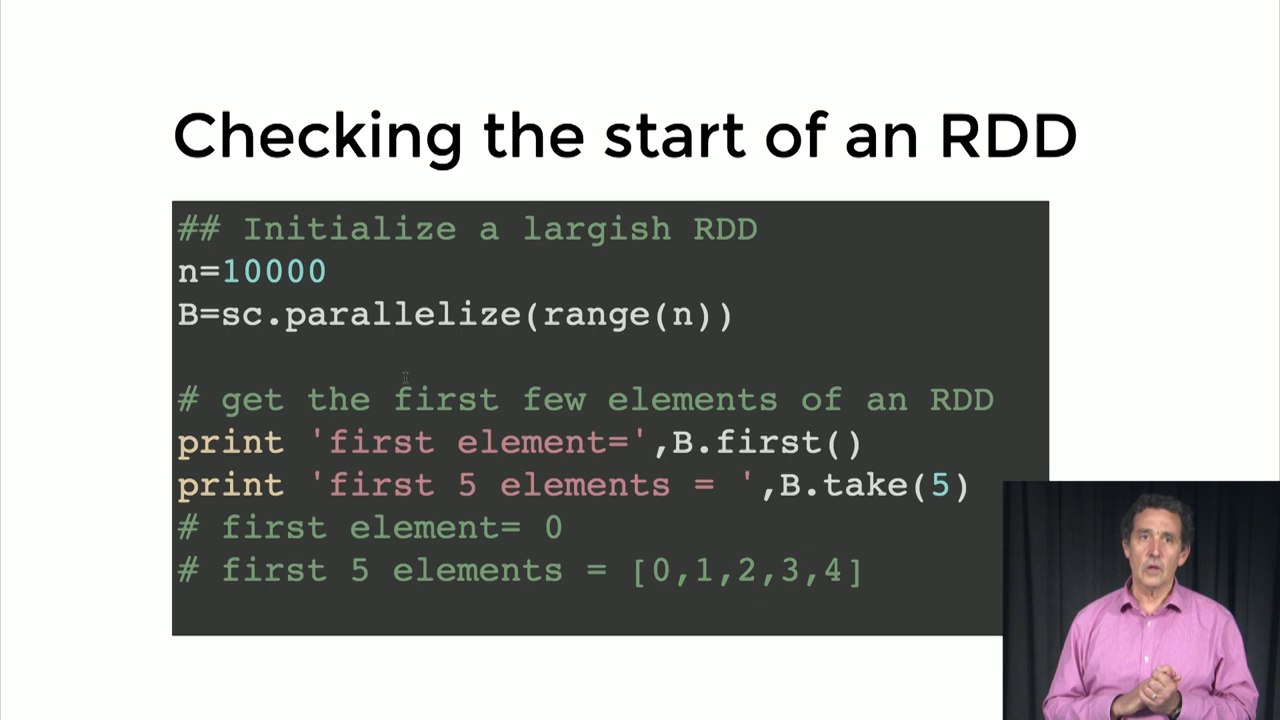 Checking the start of an RDD
## Initialize a largish RDD
n=10000
B=sc.parallelize(range(n))
# get the first few elements of an RDD
print 'first element=',B.first()
print 'first 5 elements = ',B.take(5)
# first element= 0
# first 5 elements = [0,1,2,3,4]